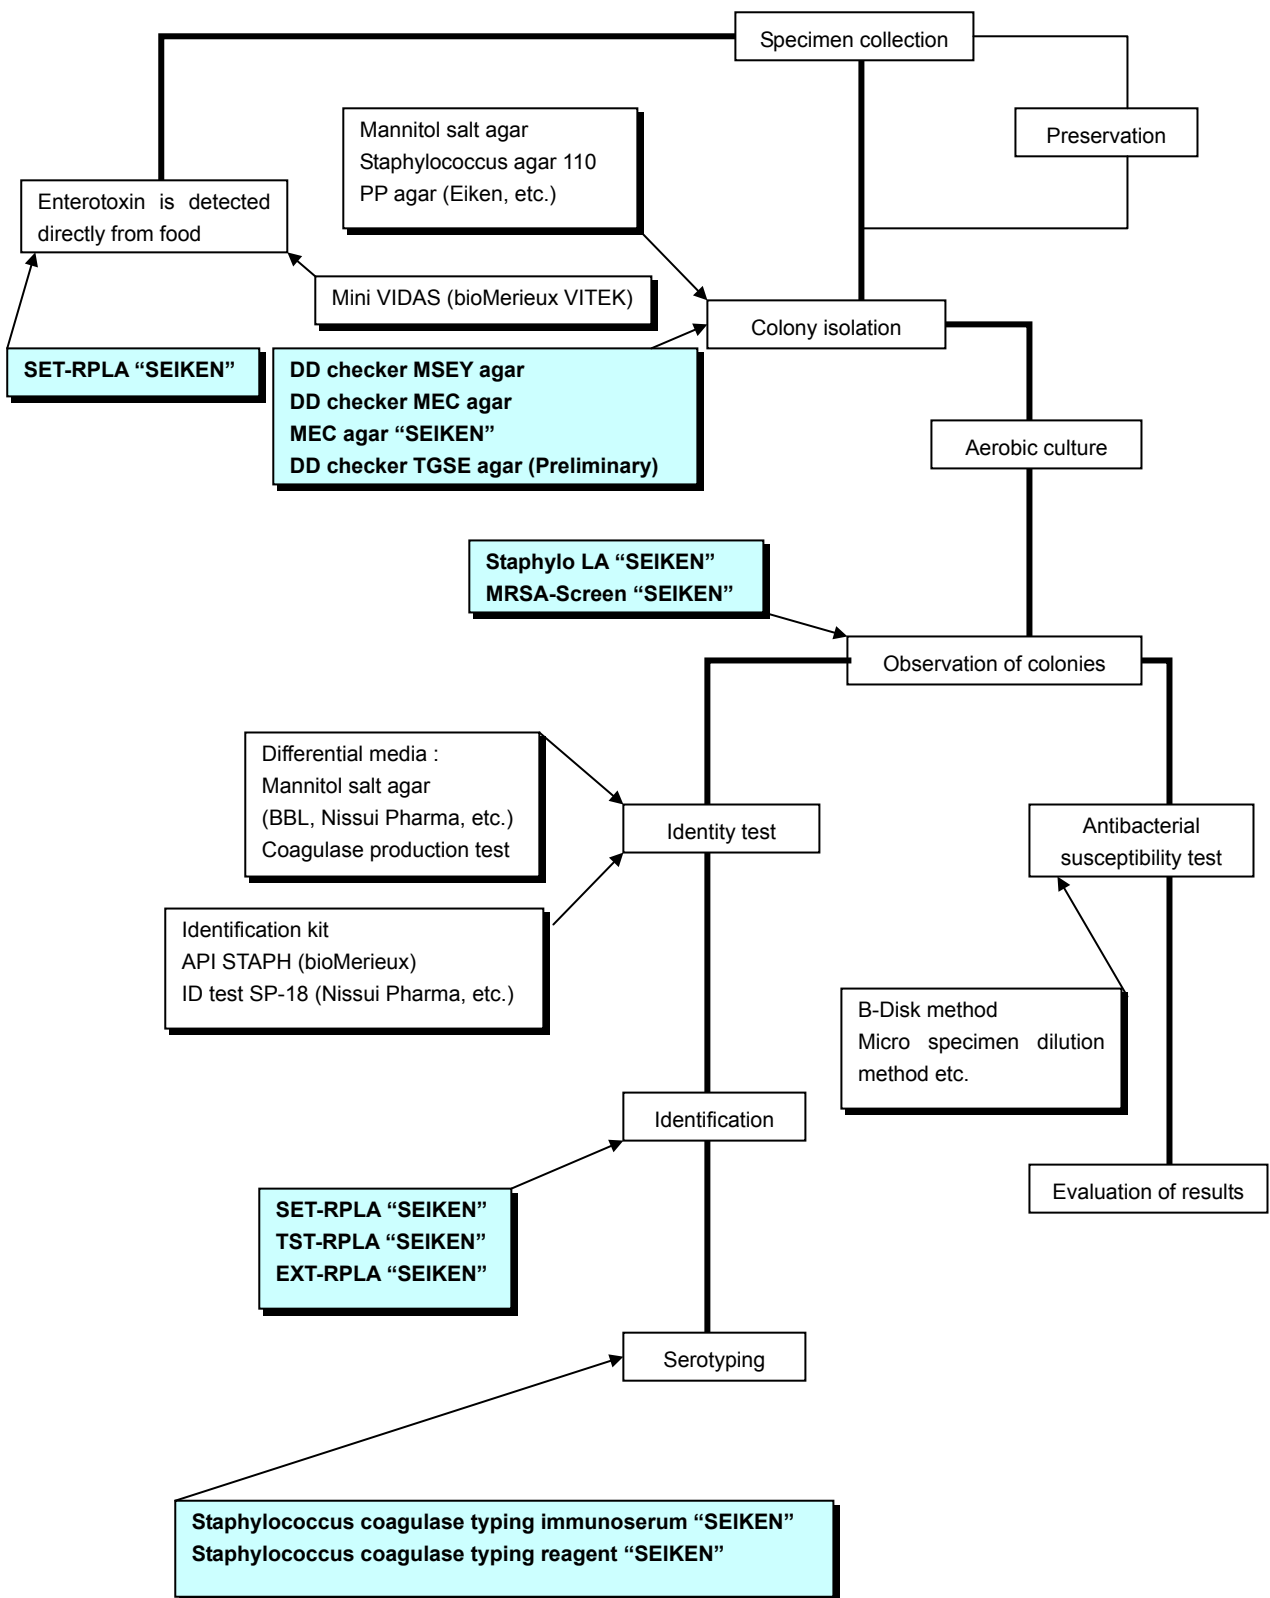 Specimen collection
Mannitol salt agar
Staphylococcus agar 110
PP agar (Eiken, etc.)
Preservation
Enterotoxin is detected
directly from food
Mini VIDAS (bioMerieux VITEK)
Colony isolation
SET-RPLA “SEIKEN”
DD checker MSEY agar
DD checker MEC agar
MEC agar “SEIKEN”
DD checker TGSE agar (Preliminary)
Aerobic culture
Staphylo LA “SEIKEN”
MRSA-Screen “SEIKEN”
Observation of colonies
Differential media :
Mannitol salt agar
(BBL, Nissui Pharma, etc.)
Coagulase production test
Identity test
Antibacterial
susceptibility test
Identification kit
API STAPH (bioMerieux)
ID test SP-18 (Nissui Pharma, etc.)
B-Disk method
Micro specimen dilution
method etc.
Identification
Evaluation of results
SET-RPLA “SEIKEN”
TST-RPLA “SEIKEN”
EXT-RPLA “SEIKEN”
Serotyping
Staphylococcus coagulase typing immunoserum “SEIKEN”
Staphylococcus coagulase typing reagent “SEIKEN”